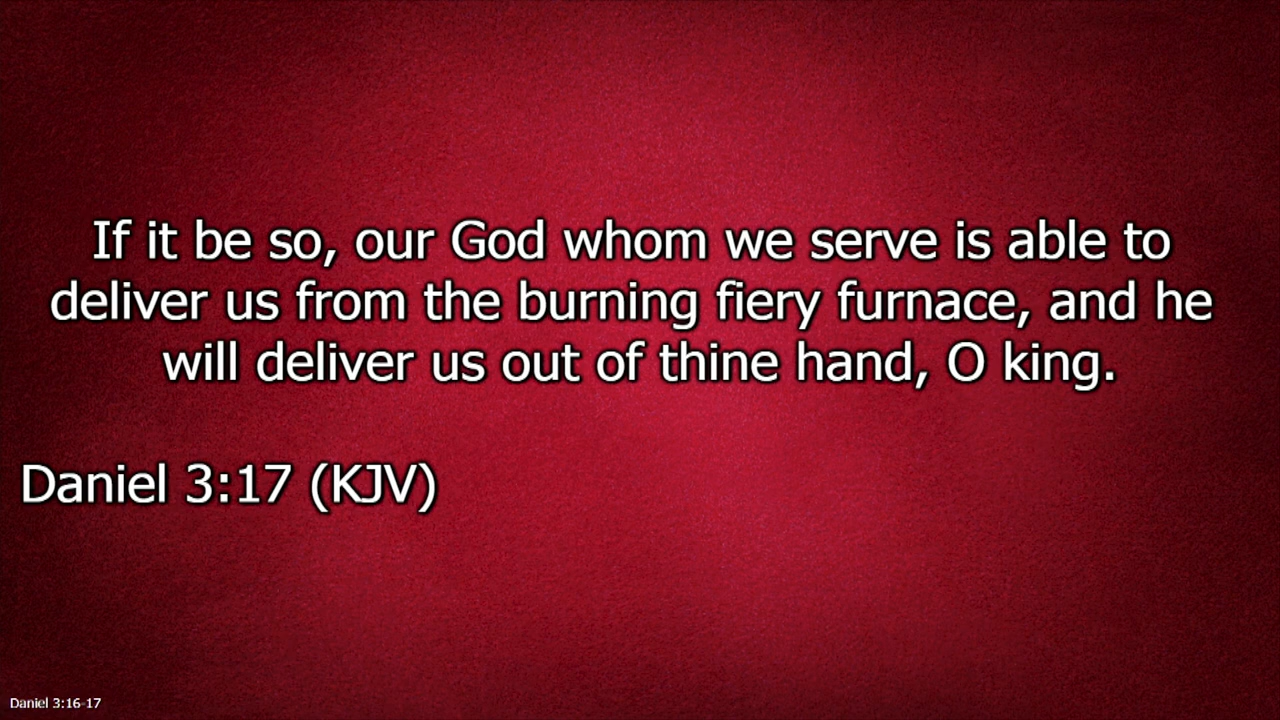 If it be so, our God whom we serve is able to
deliver us from the burning fiery furnace, and he
will deliver us out of thine hand, O king.
Daniel 3:17 (KJV)
Daniel 3:16-17